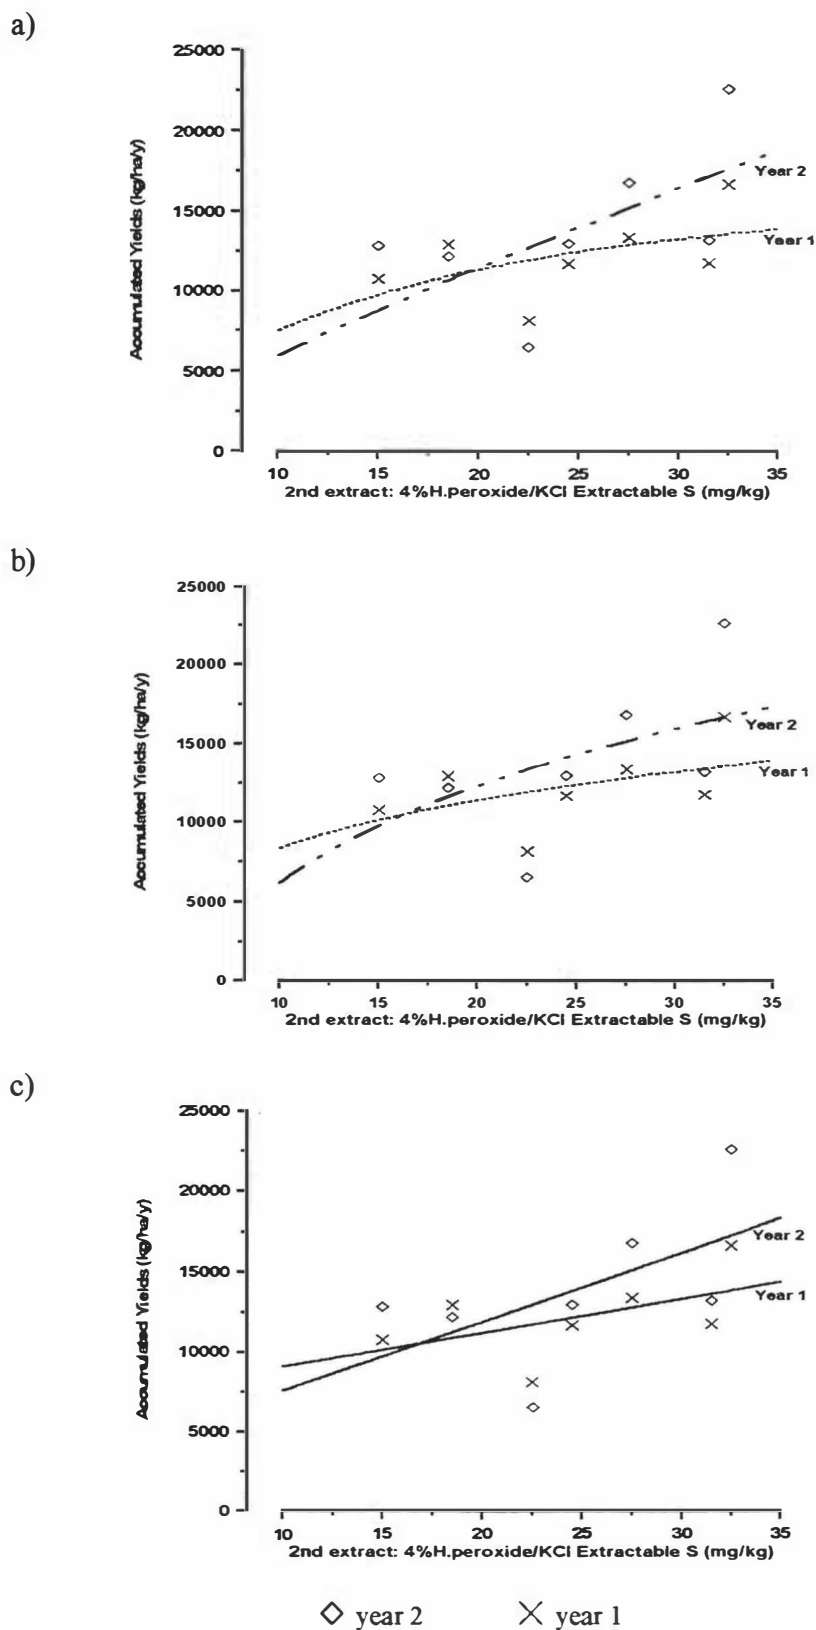 a)
25000
20000
15000
10000
5000
0
Accumulated Yields (kg/ha/y)
Year 2
Year 1
10 15 20 25 30 35
2nd extract: 4%H.peroxide/KCl Extractable S (mg/kg)
b)
25000
20000
15000
10000
5000
0
Accumulated Yields (kg/ha/y)
Year 2
Year 1
10 15 20 25 30 35
2nd extract: 4%H.peroxide/KCl Extractable S (mg/kg)
c)
25000
20000
15000
10000
5000
0
Accumulated Yields (kg/ha/y)
Year 2
Year 1
10 15 20 25 30 35
2nd extract: 4%H.peroxide/KCl Extractable S (mg/kg)
year 2 year 1